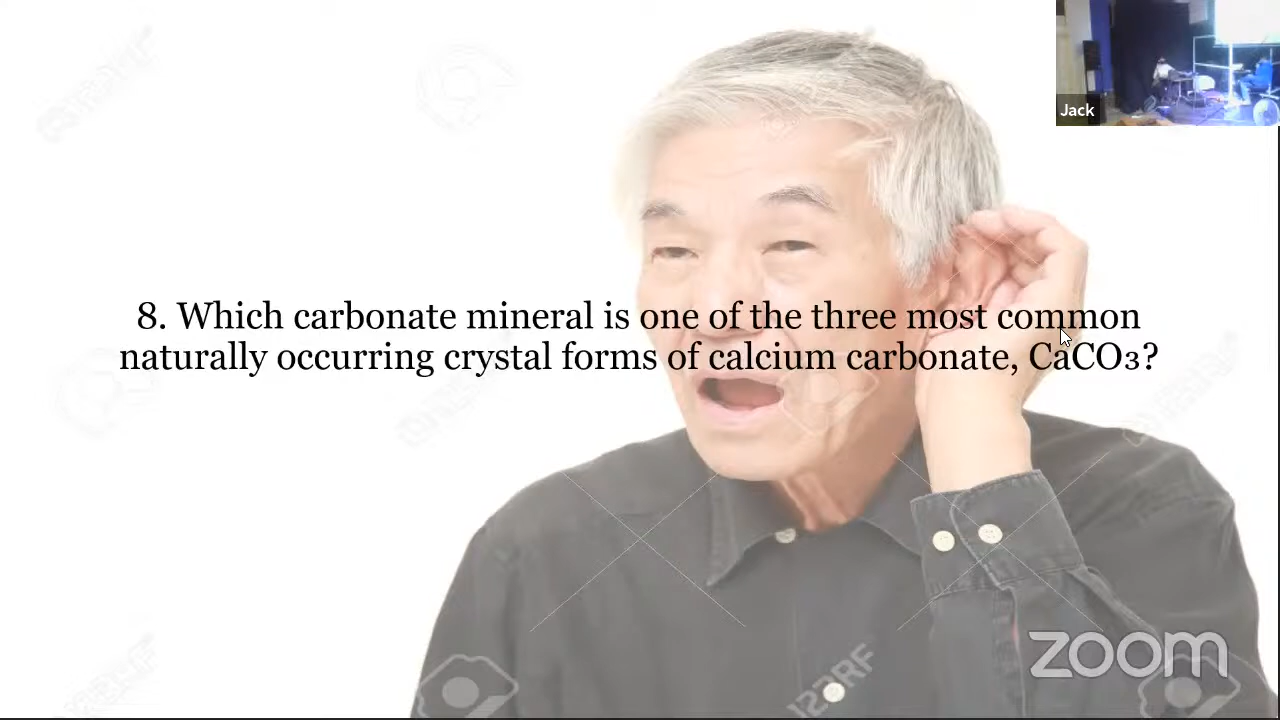 Jack
8. Which carbonate mineral is one of the three most common
naturally occurring crystal forms of calcium carbonate, CaCO₃?
zoom